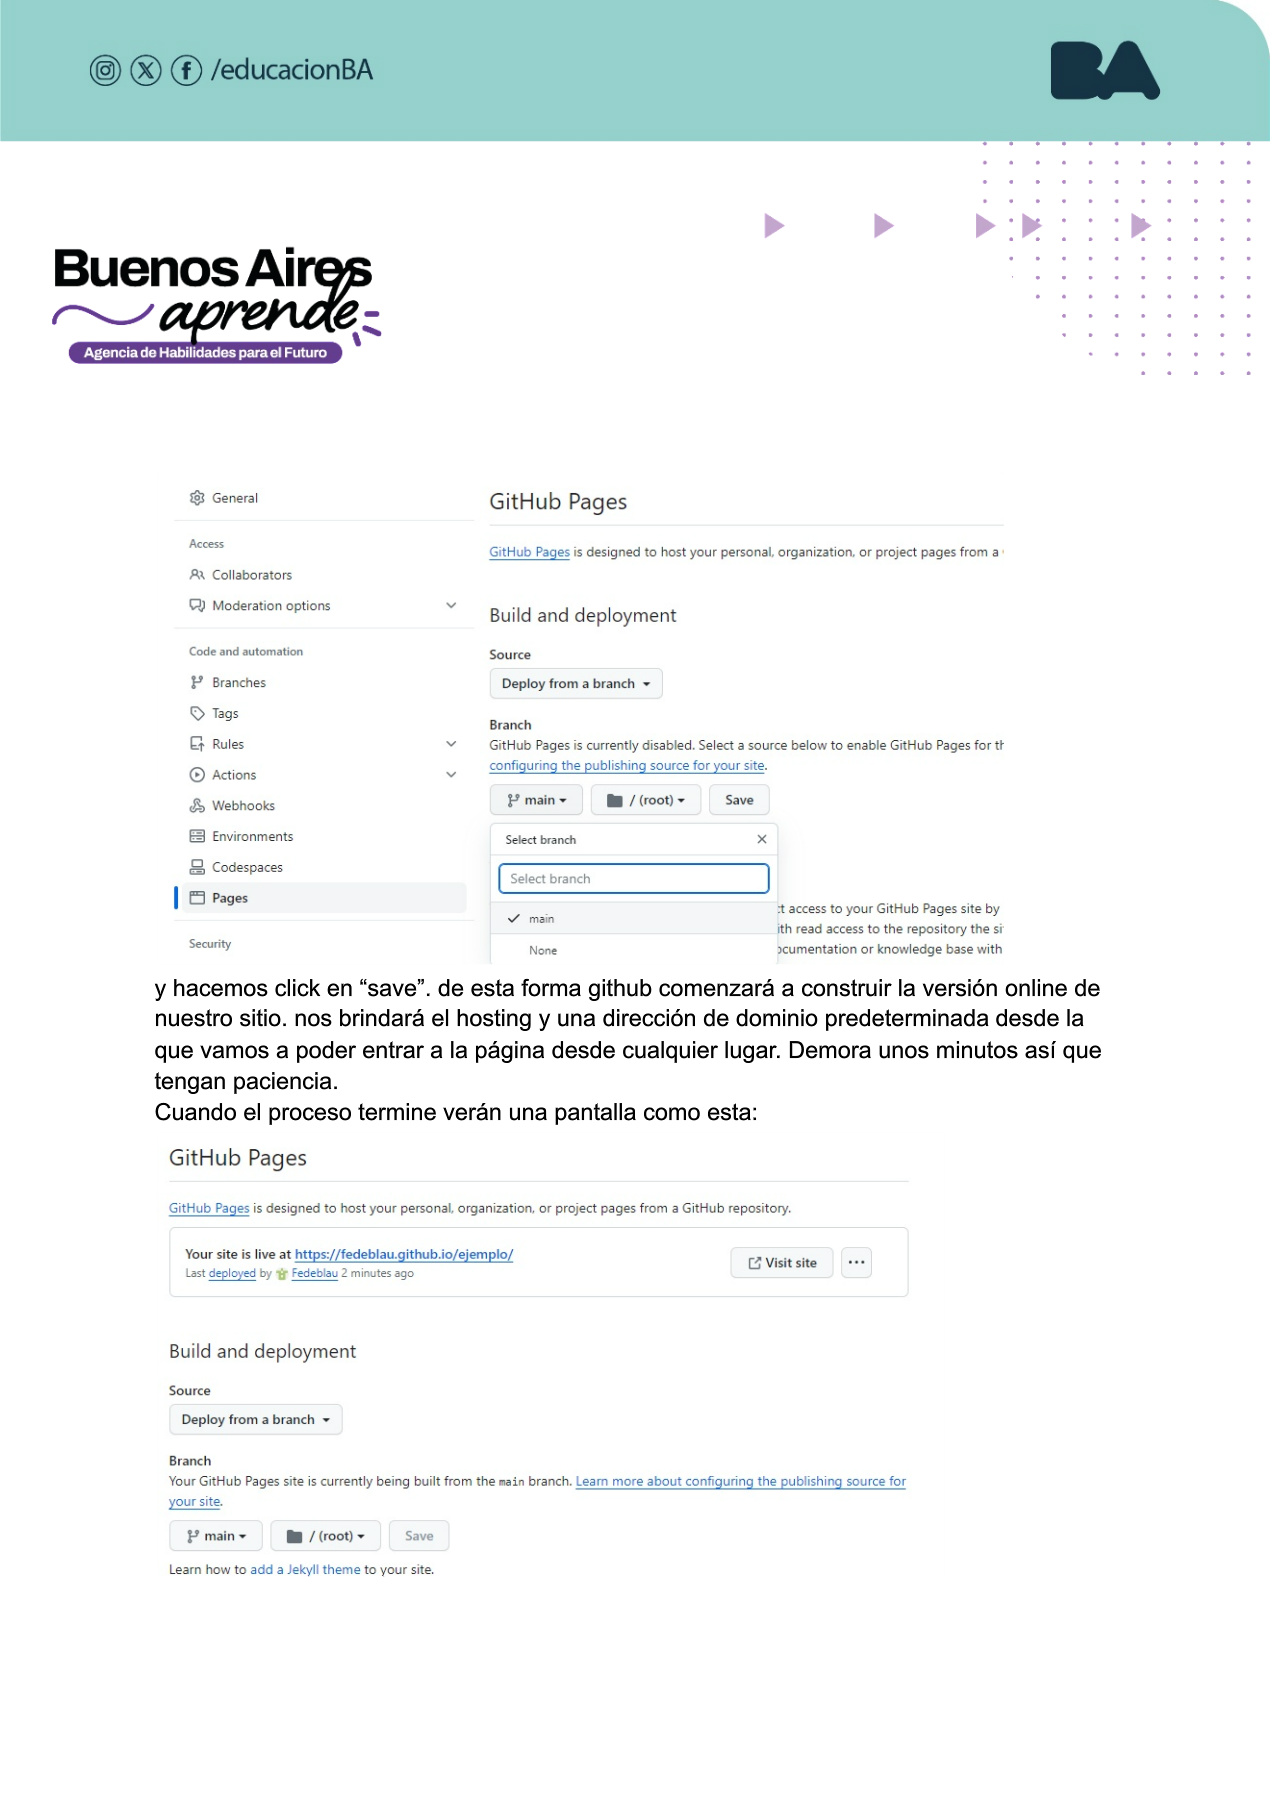 /educacionBA
BA
Buenos Aires
aprende
Agencia de Habilidades para el Futuro
General
Access
Collaborators
Moderation options
Code and automation
Branches
Tags
Rules
Actions
Webhooks
Environments
Codespaces
Pages
Security
GitHub Pages
GitHub Pages is designed to host your personal, organization, or project pages from a
Build and deployment
Source
Deploy from a branch
Branch
GitHub Pages is currently disabled. Select a source below to enable GitHub Pages for th
configuring the publishing source for your site.
main / (root) Save
Select branch
Select branch
main
None
t access to your GitHub Pages site by
ith read access to the repository the si
ocumentation or knowledge base with
y hacemos click en “save”. de esta forma github comenzará a construir la versión online de
nuestro sitio. nos brindará el hosting y una dirección de dominio predeterminada desde la
que vamos a poder entrar a la página desde cualquier lugar. Demora unos minutos así que
tengan paciencia.
Cuando el proceso termine verán una pantalla como esta:
GitHub Pages
GitHub Pages is designed to host your personal, organization, or project pages from a GitHub repository.
Your site is live at https://fedeblau.github.io/ejemplo/
Last deployed by Fedeblau 2 minutes ago
Visit site
Build and deployment
Source
Deploy from a branch
Branch
Your GitHub Pages site is currently being built from the main branch. Learn more about configuring the publishing source for
your site.
main / (root) Save
Learn how to add a Jekyll theme to your site.